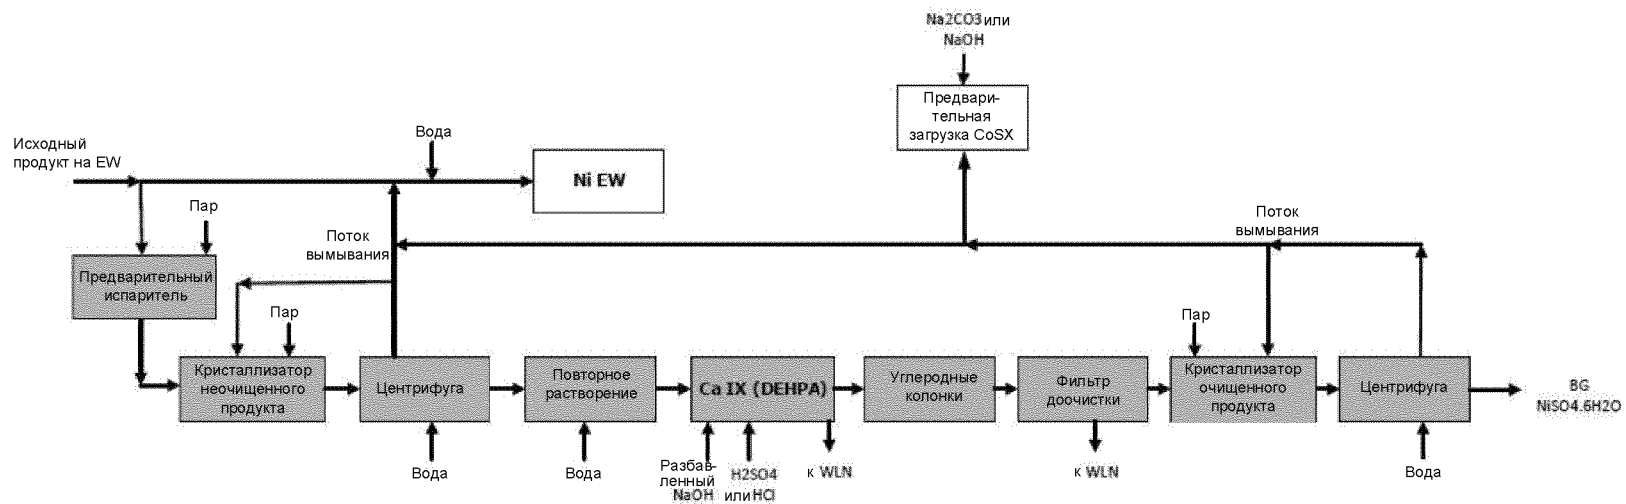 Na2CO3 или
NaOH
Предвари-
тельная
загрузка CoSX
Исходный
продукт на EW
Вода
Ni EW
Пар
Поток
вымывания
Поток
вымывания
Предварительный
испаритель
Пар
Пар
Кристаллизатор
неочищенного
продукта
Центрифуга
Повторное
растворение
Ca IX (DEHPA)
Углеродные
колонки
Фильтр
доочистки
Кристаллизатор
очищенного
продукта
Центрифуга
BG
NiSO4.6H2O
Вода
Вода
Разбав-
ленный
NaOH
H2SO4
или HCl
к WLN
к WLN
Вода